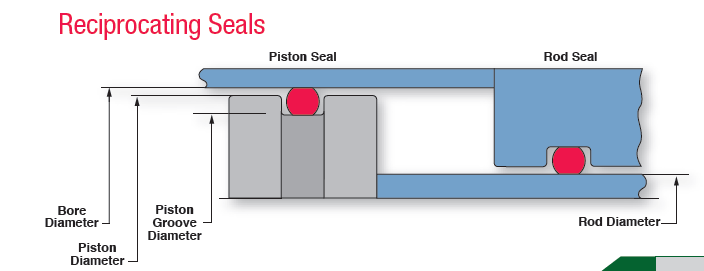 Reciprocating Seals
Piston Seal
Rod Seal
Bore
Diameter
Piston
Diameter
Piston
Groove
Diameter
Rod Diameter